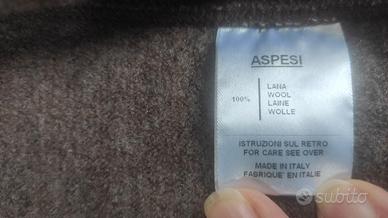 ASPESI
100%
LANA
WOOL
LAINE
WOLLE
ISTRUZIONI SUL RETRO
FOR CARE SEE OVER
MADE IN ITALY
FABRIQUE' EN ITALIE
subito